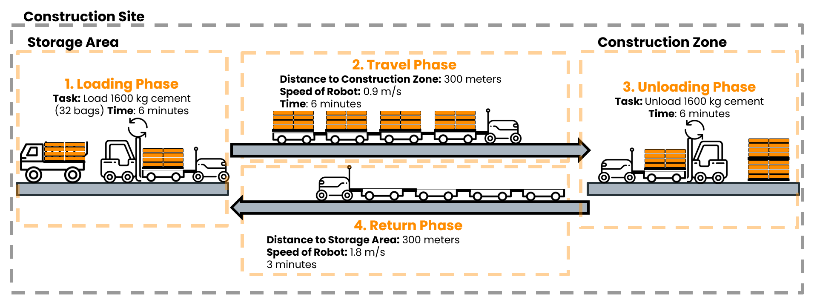 Construction Site
Storage Area
1. Loading Phase
Task: Load 1600 kg cement
(32 bags) Time: 6 minutes
2. Travel Phase
Distance to Construction Zone: 300 meters
Speed of Robot: 0.9 m/s
Time: 6 minutes
Construction Zone
3. Unloading Phase
Task: Unload 1600 kg cement
Time: 6 minutes
4. Return Phase
Distance to Storage Area: 300 meters
Speed of Robot: 1.8 m/s
3 minutes